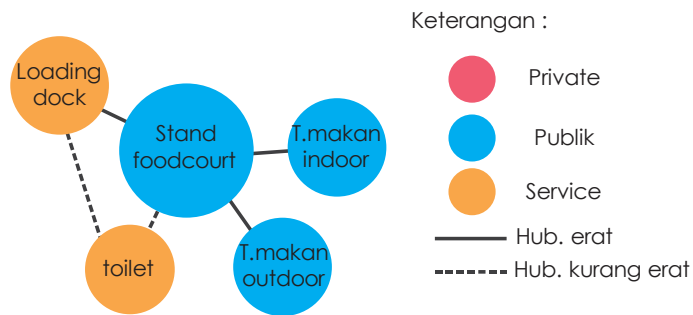 Loading
dock
Stand
foodcourt
T.makan
indoor
T.makan
outdoor
toilet
Keterangan :
Private
Publik
Service
Hub. erat
Hub. kurang erat